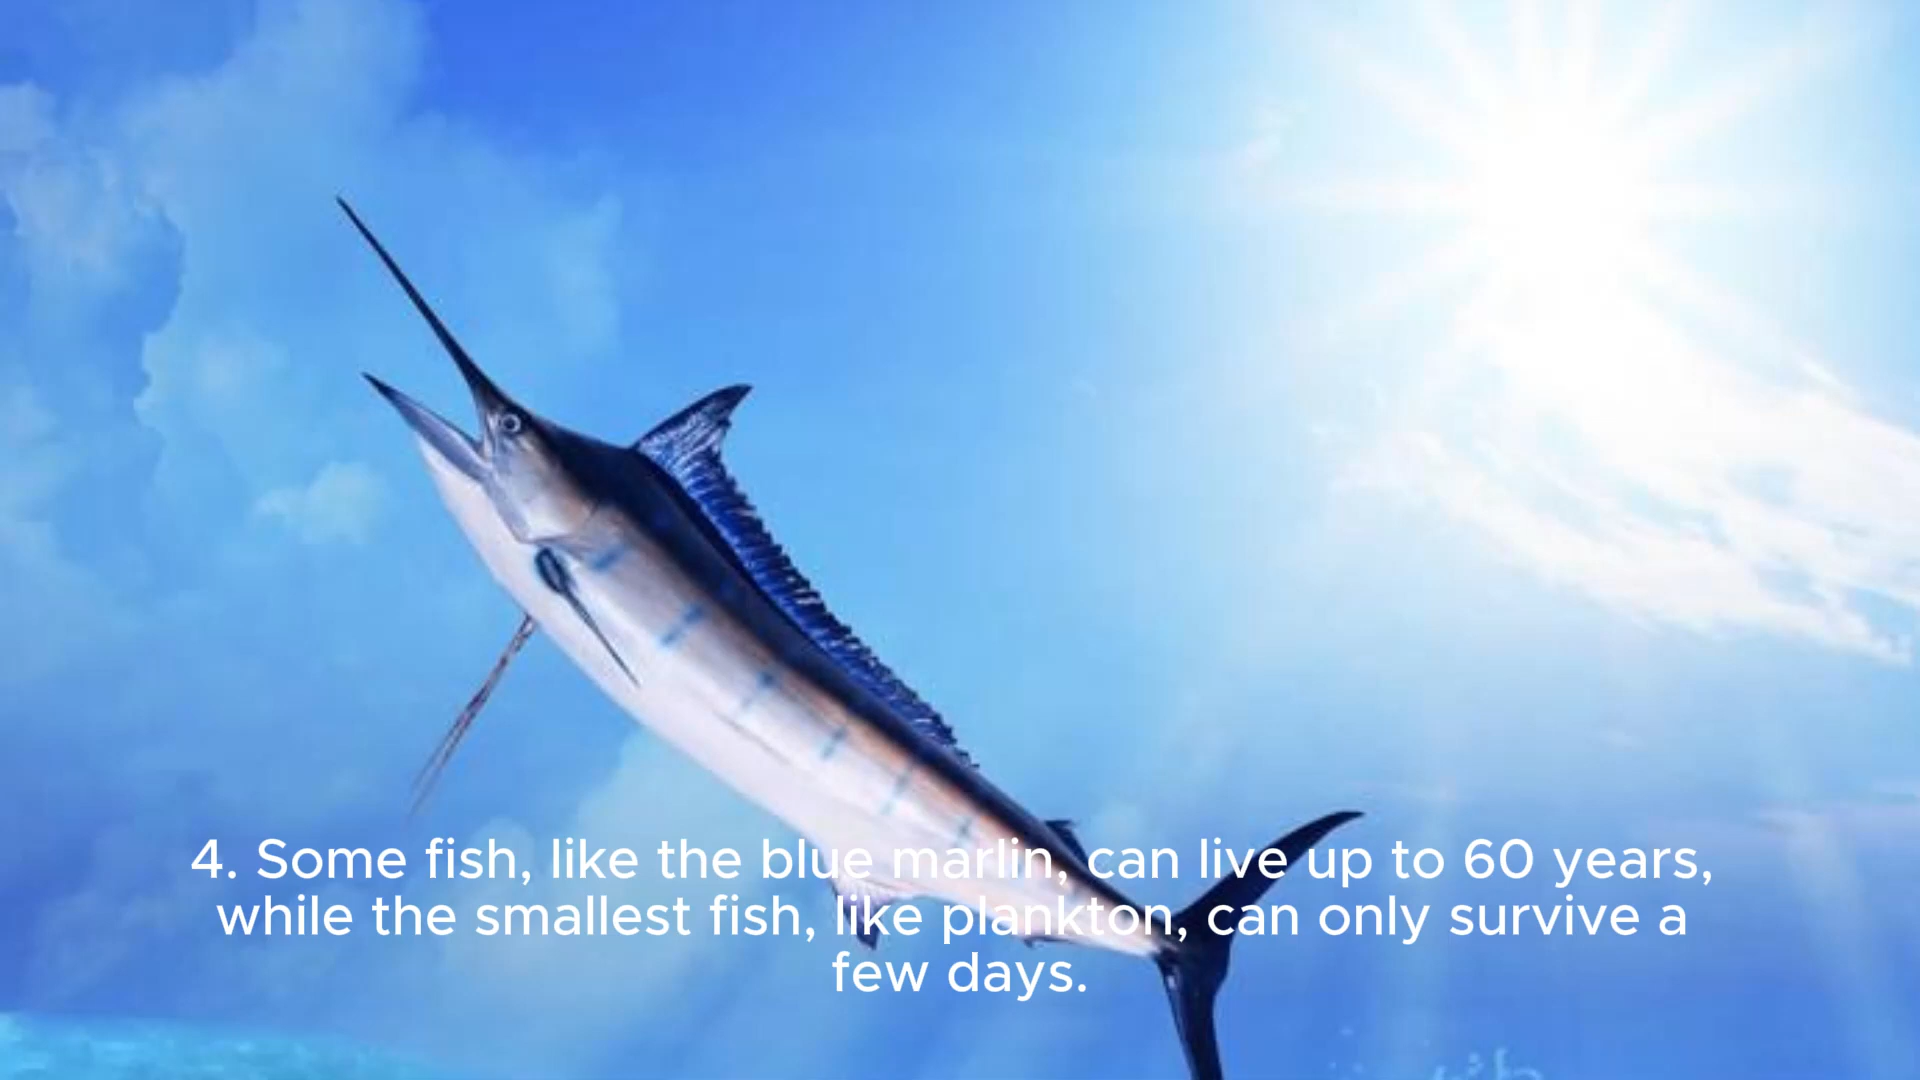 4. Some fish, like the blue marlin, can live up to 60 years,
while the smallest fish, like plankton, can only survive a
few days.